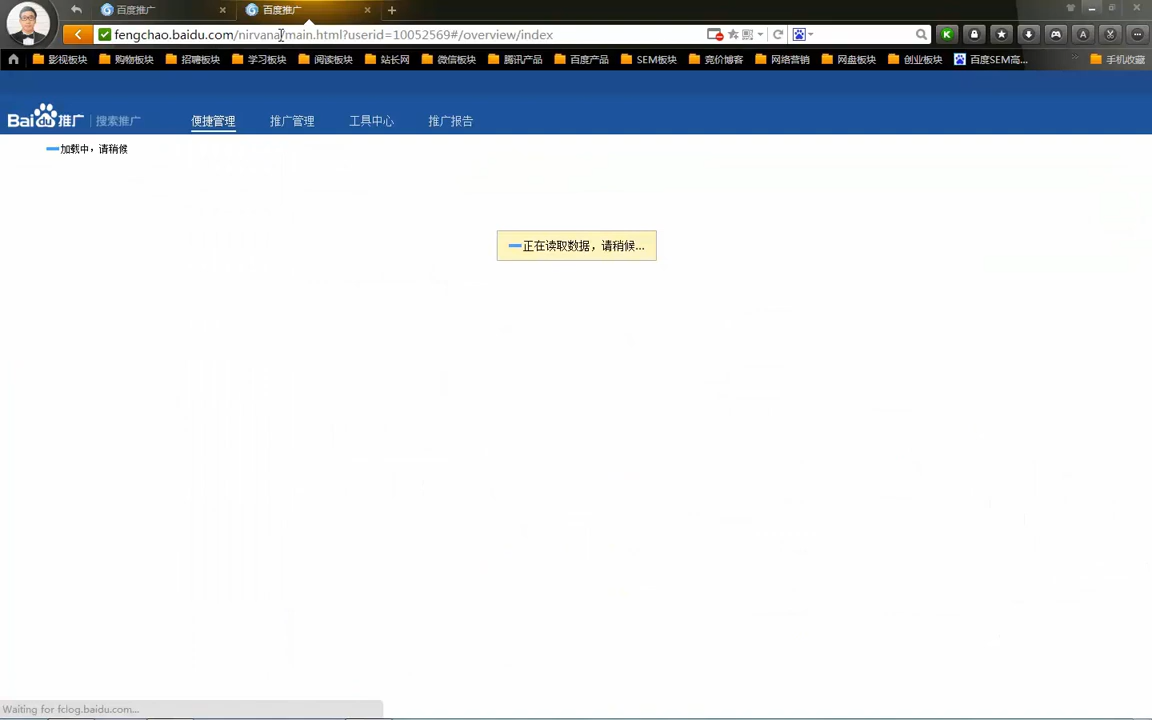 百度推广
百度推广
fengchao.baidu.com/nirvana/main.html?userid=10052569#/overview/index
影视板块 购物板块 招聘板块 学习板块 阅读板块 站长网 微信板块 腾讯产品 百度产品 SEM板块 竞价博客 网络营销 网盘板块 创业板块 百度SEM高... 手机收藏
Bai du 推广 搜索推广 便捷管理 推广管理 工具中心 推广报告
加载中，请稍候
正在读取数据，请稍候...
Waiting for fclog.baidu.com...